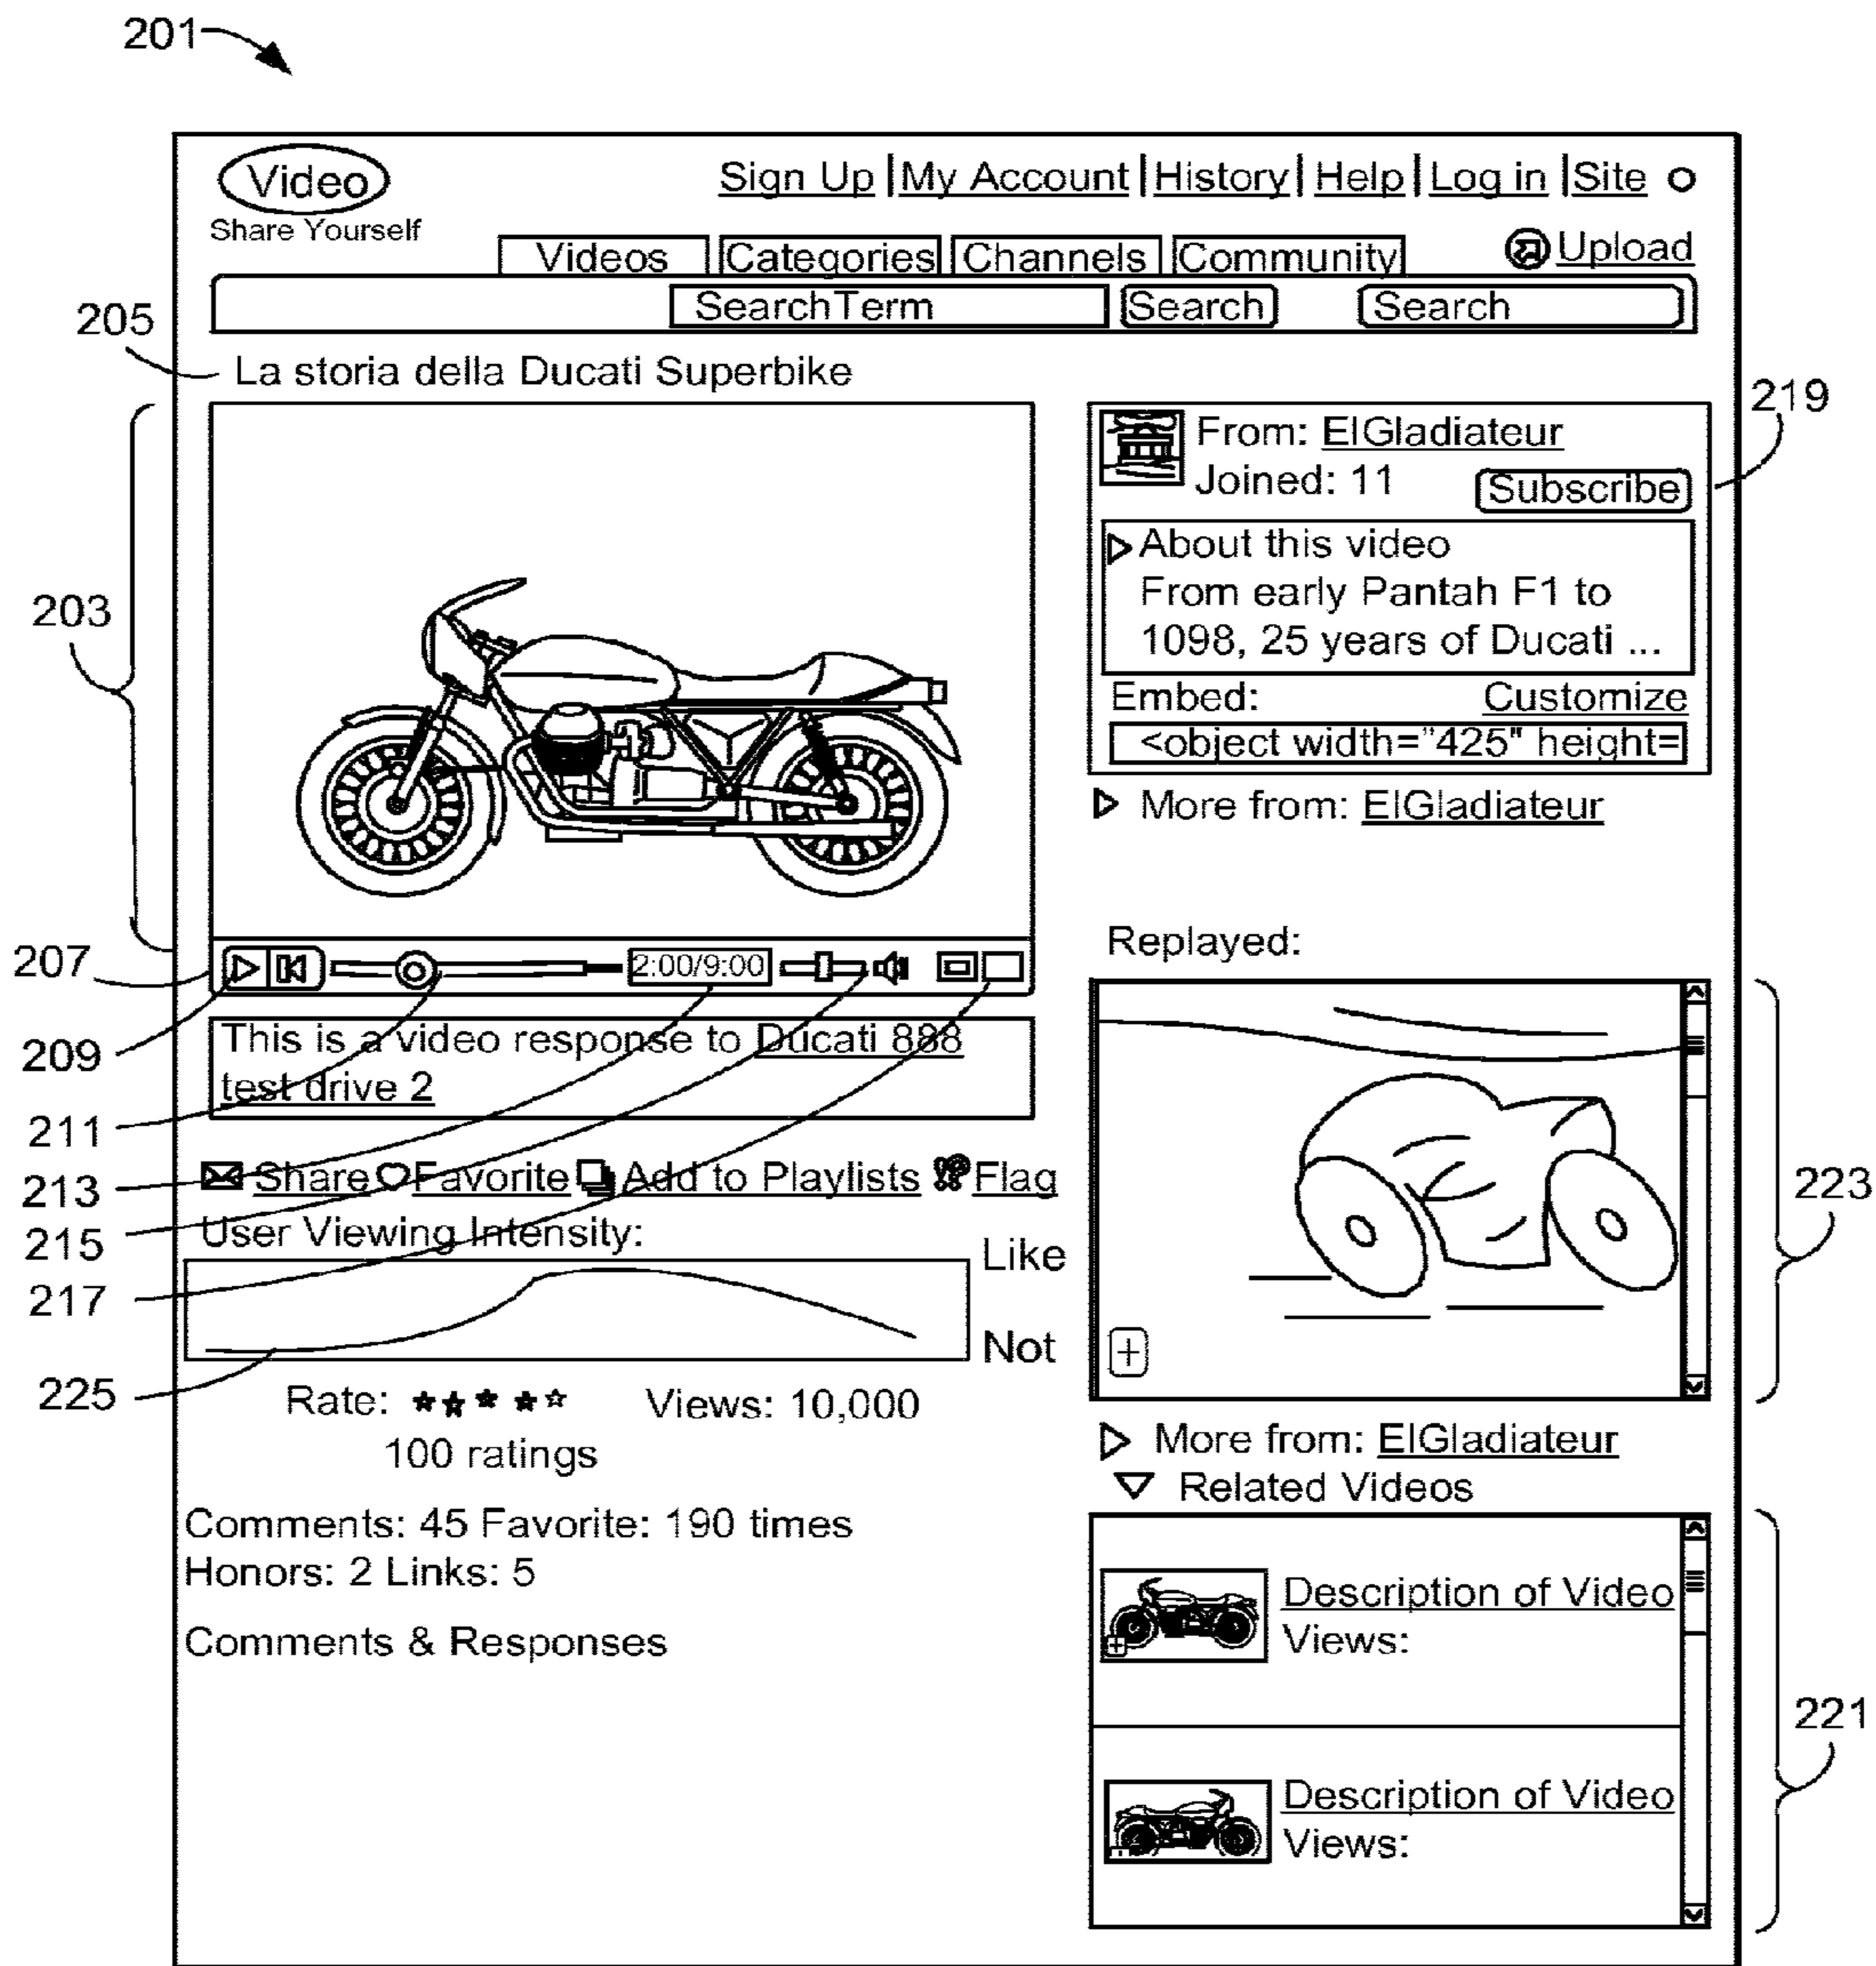 201
Video
Share Yourself
Sign Up | My Account | History | Help | Log in | Site
Videos Categories Channels Community Upload
SearchTerm Search Search
205
La storia della Ducati Superbike
219
From: ElGladiateur
Joined: 11
Subscribe
About this video
From early Pantah F1 to
1098, 25 years of Ducati ...
Embed: Customize
<object width="425" height=
More from: ElGladiateur
203
207
2:00/9:00
209
This is a video response to Ducati 888
test drive 2
211
213
Share Favorite Add to Playlists Flag
215
User Viewing Intensity:
Like
217
Not
225
Rate: Views: 10,000
100 ratings
Comments: 45 Favorite: 190 times
Honors: 2 Links: 5
Comments & Responses
Replayed:
223
More from: ElGladiateur
Related Videos
Description of Video
Views:
221
Description of Video
Views: